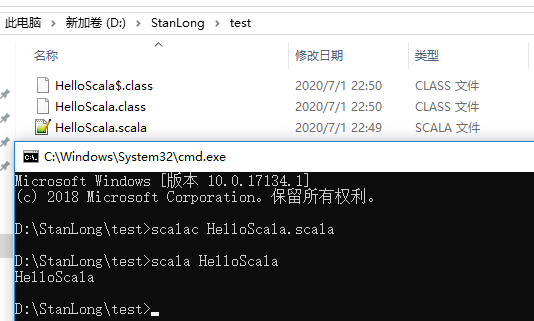 此电脑 › 新加卷 (D:) › StanLong › test
名称 修改日期 类型
HelloScala$.class 2020/7/1 22:50 CLASS 文件
HelloScala.class 2020/7/1 22:50 CLASS 文件
HelloScala.scala 2020/7/1 22:49 SCALA 文件
C:\Windows\System32\cmd.exe
Microsoft Windows [版本 10.0.17134.1]
(c) 2018 Microsoft Corporation。保留所有权利。
D:\StanLong\test>scalac HelloScala.scala
D:\StanLong\test>scala HelloScala
HelloScala
D:\StanLong\test>